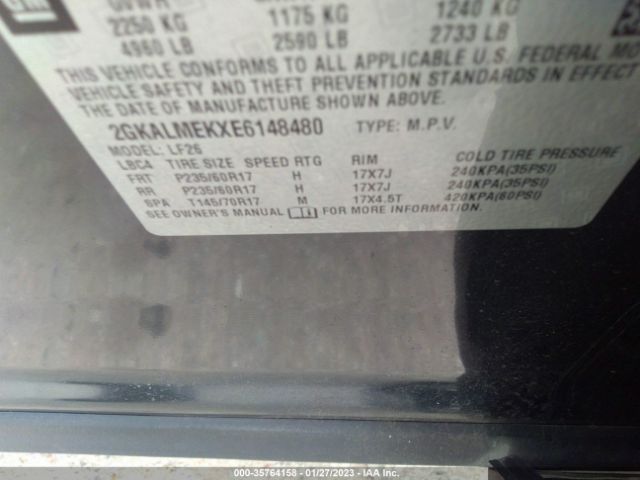 GM
2250 KG 1175 KG 1240 KG
4960 LB 2590 LB 2733 LB
THIS VEHICLE CONFORMS TO ALL APPLICABLE U.S. FEDERAL
VEHICLE SAFETY AND THEFT PREVENTION STANDARDS IN EFFECT
THE DATE OF MANUFACTURE SHOWN ABOVE.
2GKALMEKXE6148480 TYPE: M.P.V.
MODEL: LF26
LBC4 TIRE SIZE SPEED RTG RIM COLD TIRE PRESSURE
FRT P235/60R17 H 17X7J 240KPA(35PSI)
RR P235/60R17 H 17X7J 240KPA(35PSI)
SPA T145/70R17 M 17X4.5T 420KPA(60PSI)
SEE OWNER'S MANUAL FOR MORE INFORMATION.
000-35764158 - 01/27/2023 - IAA Inc.